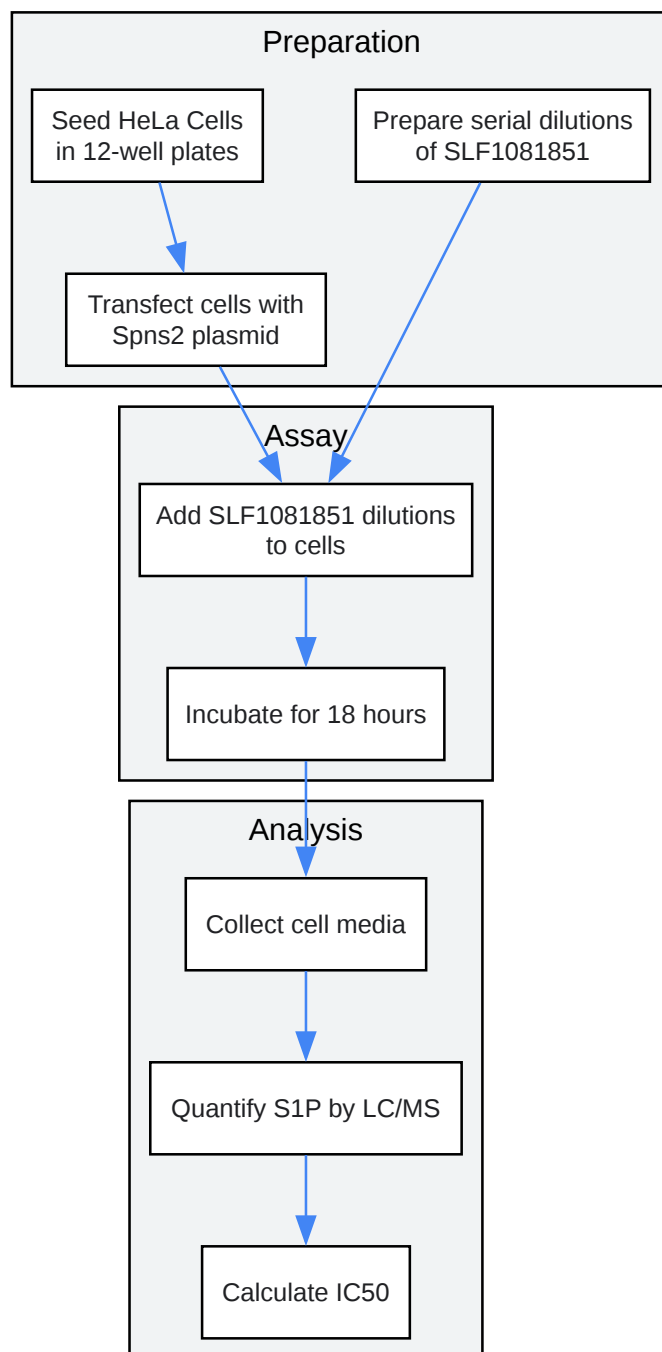 Preparation
Seed HeLa Cells
in 12-well plates
Prepare serial dilutions
of SLF1081851
Transfect cells with
Spns2 plasmid
Assay
Add SLF1081851 dilutions
to cells
Incubate for 18 hours
Analysis
Collect cell media
Quantify S1P by LC/MS
Calculate IC50